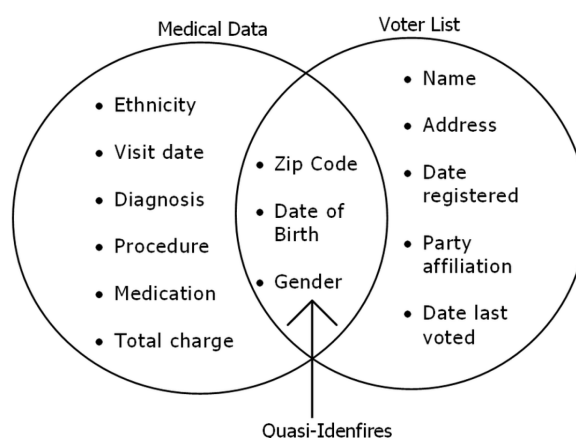 Medical Data
Voter List
• Ethnicity
• Visit date
• Diagnosis
• Procedure
• Medication
• Total charge
• Zip Code
• Date of
Birth
• Gender
• Name
• Address
• Date
registered
• Party
affiliation
• Date last
voted
Quasi-Idenfires